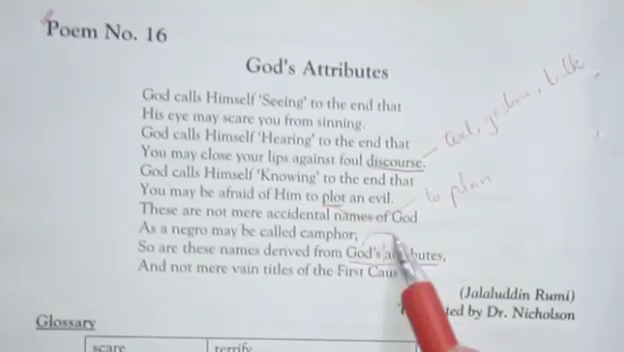 Poem No. 16
God's Attributes
God calls Himself 'Seeing' to the end that
His eye may scare you from sinning.
God calls Himself 'Hearing' to the end that
You may close your lips against foul discourse.
God calls Himself 'Knowing' to the end that
You may be afraid of Him to plot an evil.
These are not mere accidental names of God
As a negro may be called camphor;
So are these names derived from God's attributes,
And not mere vain titles of the First Caus
text, gesture, talk
to plan
(Jalaluddin Rumi)
ted by Dr. Nicholson
Glossary
scare terrify